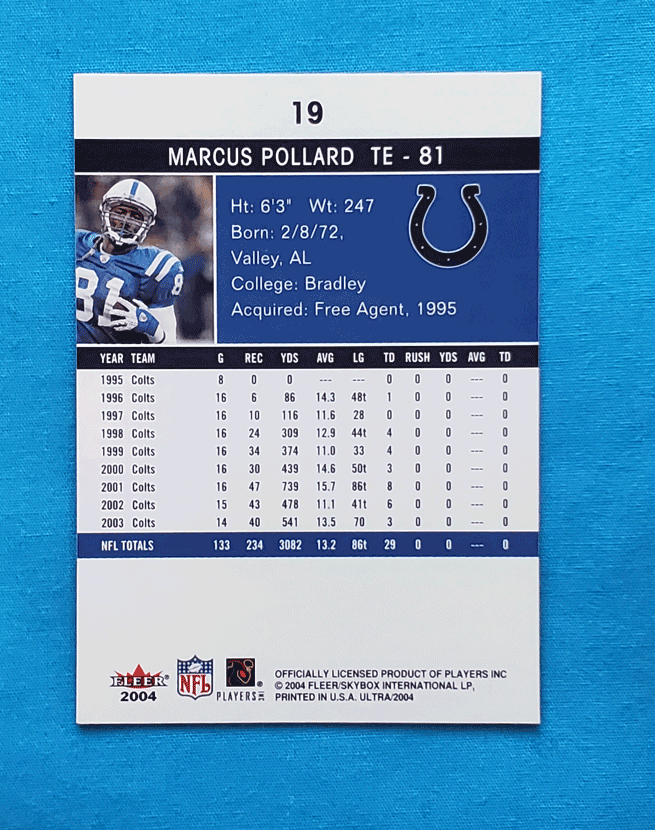 19
MARCUS POLLARD TE - 81
Ht: 6'3" Wt: 247
Born: 2/8/72,
Valley, AL
College: Bradley
Acquired: Free Agent, 1995
81
8
YEAR TEAM G REC YDS AVG LG TD RUSH YDS AVG TD
1995 Colts 8 0 0 --- --- 0 0 0 --- 0
1996 Colts 16 6 86 14.3 48t 1 0 0 --- 0
1997 Colts 16 10 116 11.6 28 0 0 0 --- 0
1998 Colts 16 24 309 12.9 44t 4 0 0 --- 0
1999 Colts 16 34 374 11.0 33 4 0 0 --- 0
2000 Colts 16 30 439 14.6 50t 3 0 0 --- 0
2001 Colts 16 47 739 15.7 86t 8 0 0 --- 0
2002 Colts 15 43 478 11.1 41t 6 0 0 --- 0
2003 Colts 14 40 541 13.5 70 3 0 0 --- 0
NFL TOTALS 133 234 3082 13.2 86t 29 0 0 --- 0
FLEER®
2004
NFL
PLAYERS INC
OFFICIALLY LICENSED PRODUCT OF PLAYERS INC
© 2004 FLEER/SKYBOX INTERNATIONAL LP,
PRINTED IN U.S.A. ULTRA/2004